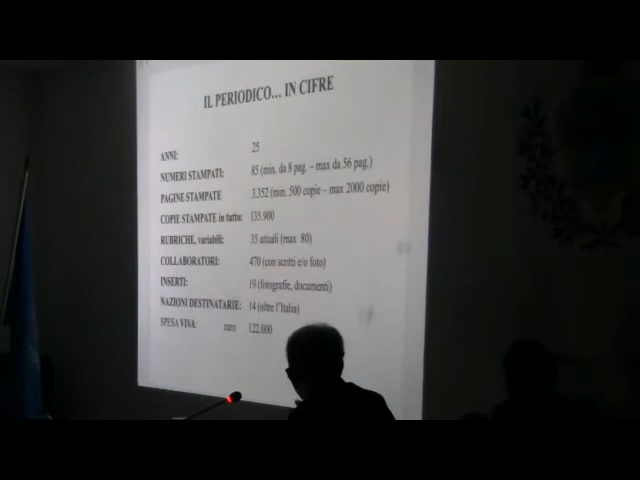 IL PERIODICO... IN CIFRE
ANNI: 25
NUMERI STAMPATI: 85 (min. da 8 pag. – max da 56 pag.)
PAGINE STAMPATE 3.352 (min. 500 copie – max 2000 copie)
COPIE STAMPATE in tutto: 135.900
RUBRICHE, variabili: 35 attuali (max 80)
COLLABORATORI: 470 (con scritti e/o foto)
INSERTI: 19 (fotografie, documenti)
NAZIONI DESTINATARIE: 14 (oltre l'Italia)
SPESA VIVA: euro 122.000